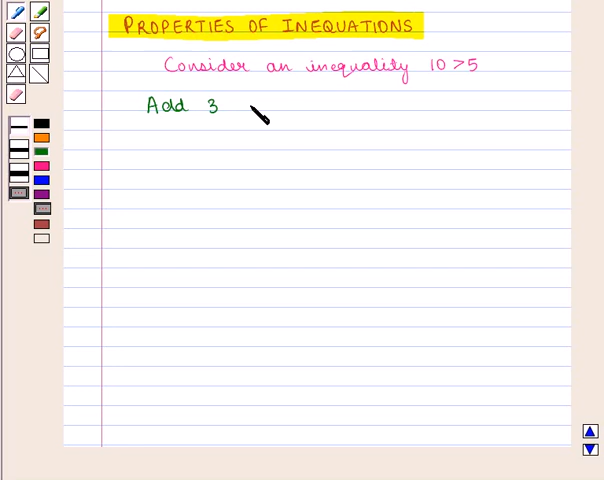 PROPERTIES OF INEQUATIONS
Consider an inequality 10 > 5
Add 3